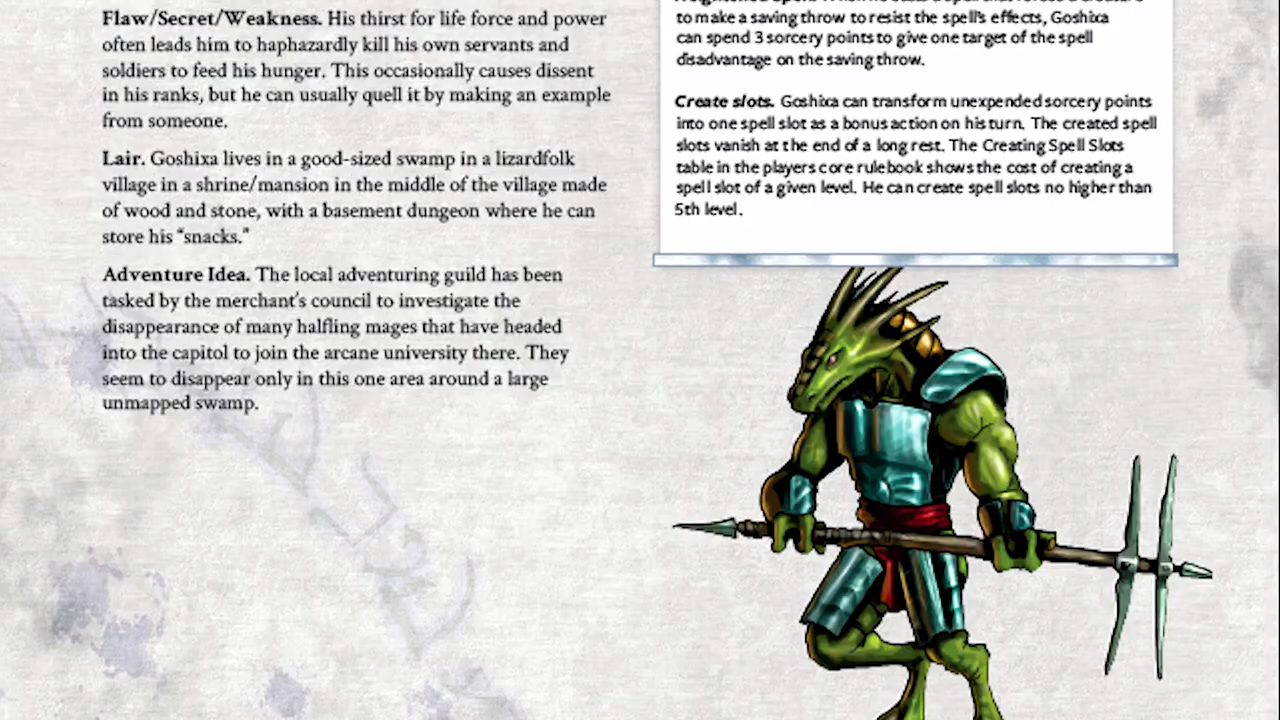 Flaw/Secret/Weakness. His thirst for life force and power
often leads him to haphazardly kill his own servants and
soldiers to feed his hunger. This occasionally causes dissent
in his ranks, but he can usually quell it by making an example
from someone.
Lair. Goshixa lives in a good-sized swamp in a lizardfolk
village in a shrine/mansion in the middle of the village made
of wood and stone, with a basement dungeon where he can
store his “snacks.”
Adventure Idea. The local adventuring guild has been
tasked by the merchant’s council to investigate the
disappearance of many halfling mages that have headed
into the capitol to join the arcane university there. They
seem to disappear only in this one area around a large
unmapped swamp.
to make a saving throw to resist the spell's effects, Goshixa
can spend 3 sorcery points to give one target of the spell
disadvantage on the saving throw.
Create slots. Goshixa can transform unexpended sorcery points
into one spell slot as a bonus action on his turn. The created spell
slots vanish at the end of a long rest. The Creating Spell Slots
table in the players core rulebook shows the cost of creating a
spell slot of a given level. He can create spell slots no higher than
5th level.